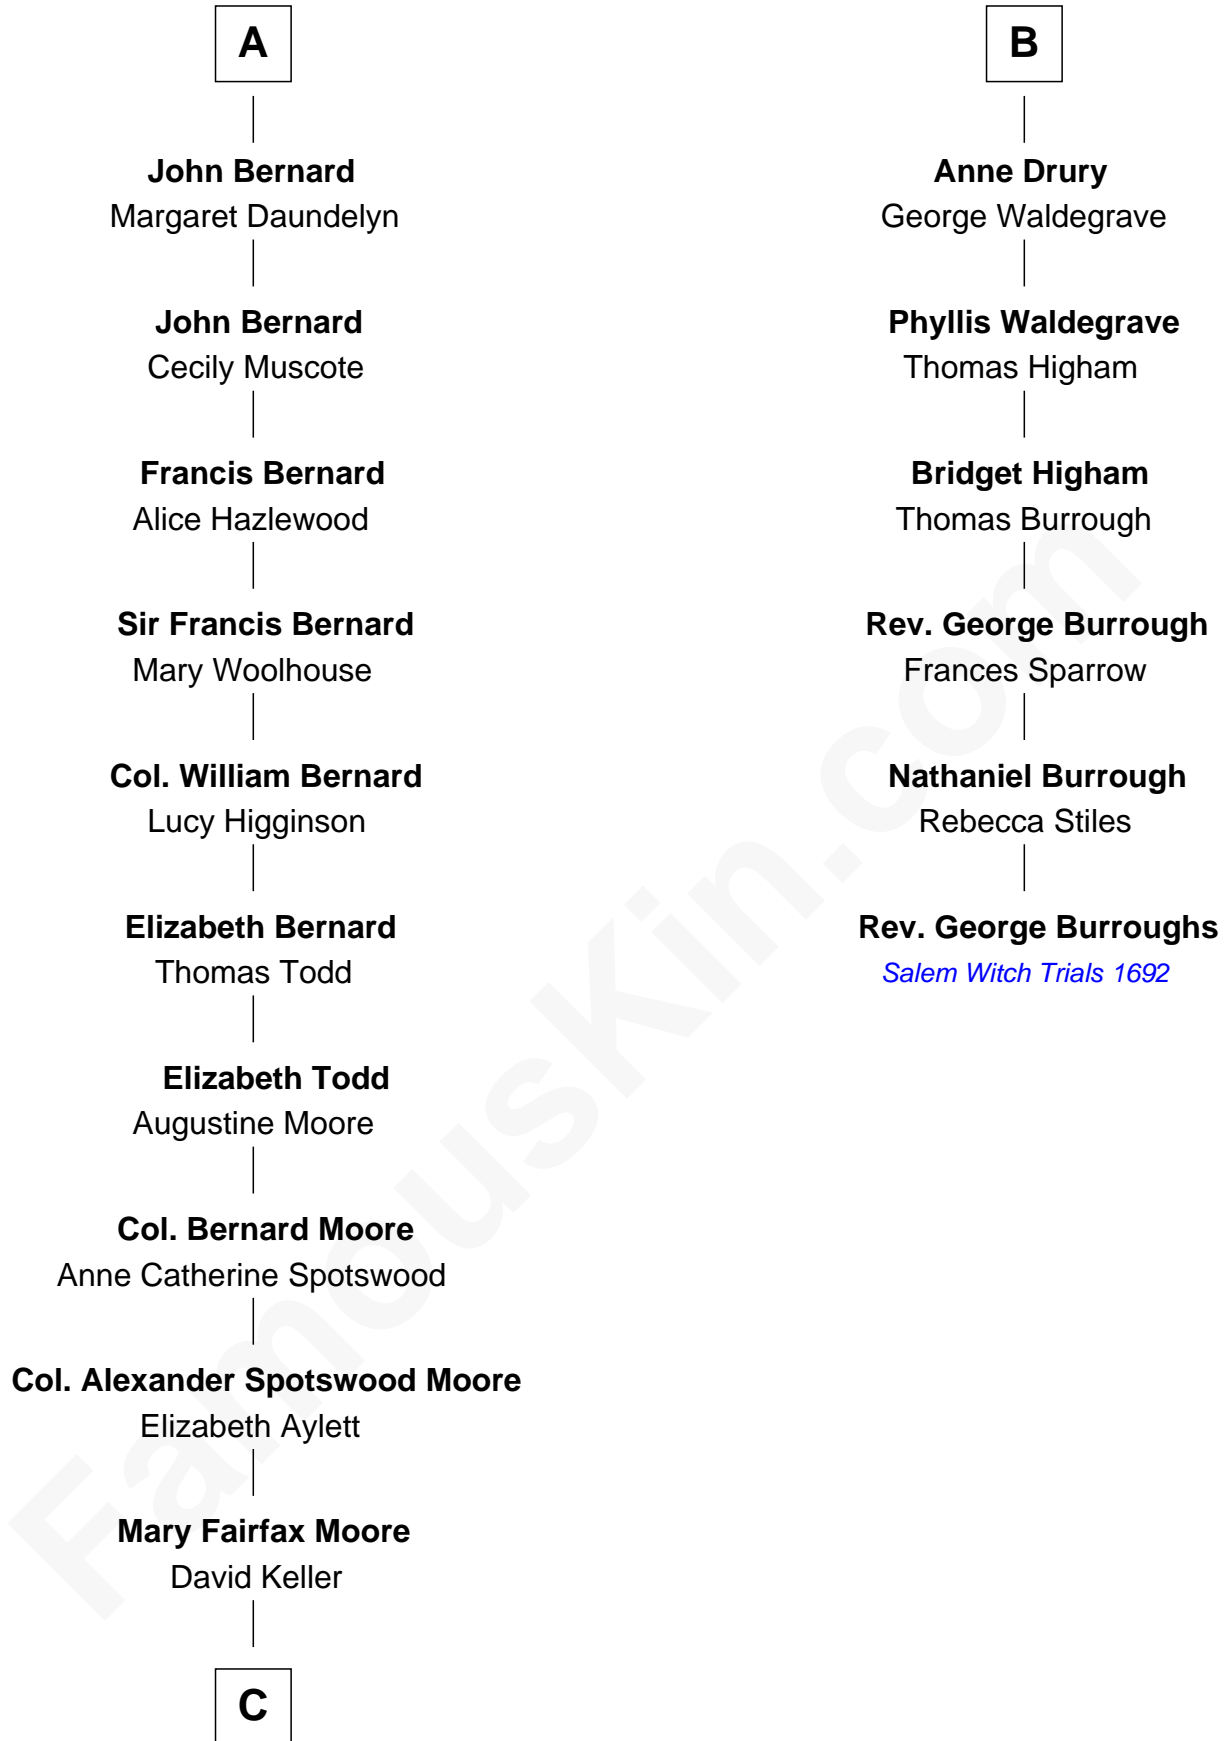 A
John Bernard
Margaret Daundelyn
John Bernard
Cecily Muscote
Francis Bernard
Alice Hazlewood
Sir Francis Bernard
Mary Woolhouse
Col. William Bernard
Lucy Higginson
Elizabeth Bernard
Thomas Todd
Elizabeth Todd
Augustine Moore
Col. Bernard Moore
Anne Catherine Spotswood
Col. Alexander Spotswood Moore
Elizabeth Aylett
Mary Fairfax Moore
David Keller
C
B
Anne Drury
George Waldegrave
Phyllis Waldegrave
Thomas Higham
Bridget Higham
Thomas Burrough
Rev. George Burrough
Frances Sparrow
Nathaniel Burrough
Rebecca Stiles
Rev. George Burroughs
Salem Witch Trials 1692
FamousKin.com